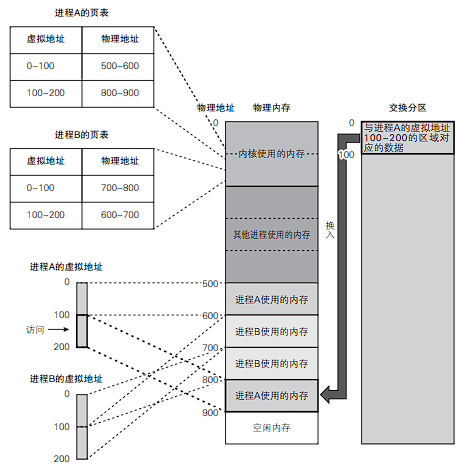 进程A的页表
虚拟地址 物理地址
0~100 500~600
100~200 800~900
进程B的页表
虚拟地址 物理地址
0~100 700~800
100~200 600~700
物理地址 物理内存 交换分区
0
内核使用的内存
其他进程使用的内存
500
进程A使用的内存
600
进程B使用的内存
700
进程B使用的内存
800
进程A使用的内存
900
空闲内存
0
与进程A的虚拟地址
100~200的区域对
应的数据
100
换入
进程A的虚拟地址
0
100
访问
200
进程B的虚拟地址
0
100
200